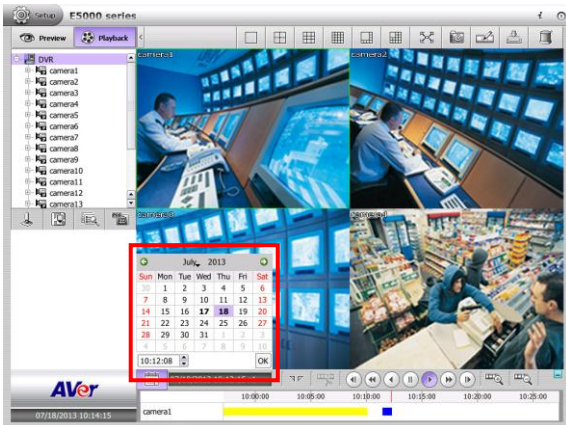 Setup E5000 series
Preview Playback
DVR
camera1
camera2
camera3
camera4
camera5
camera6
camera7
camera8
camera9
camera10
camera11
camera12
camera13
camera1
camera2
July, 2013
Sun Mon Tue Wed Thu Fri Sat
30 1 2 3 4 5 6
7 8 9 10 11 12 13
14 15 16 17 18 19 20
21 22 23 24 25 26 27
28 29 30 31 1 2 3
4 5 6 7 8 9 10
10:12:08 OK
AVer
07/18/2013 10:14:15
10:00:00 10:05:00 10:10:00 10:15:00 10:20:00 10:25:00
camera1